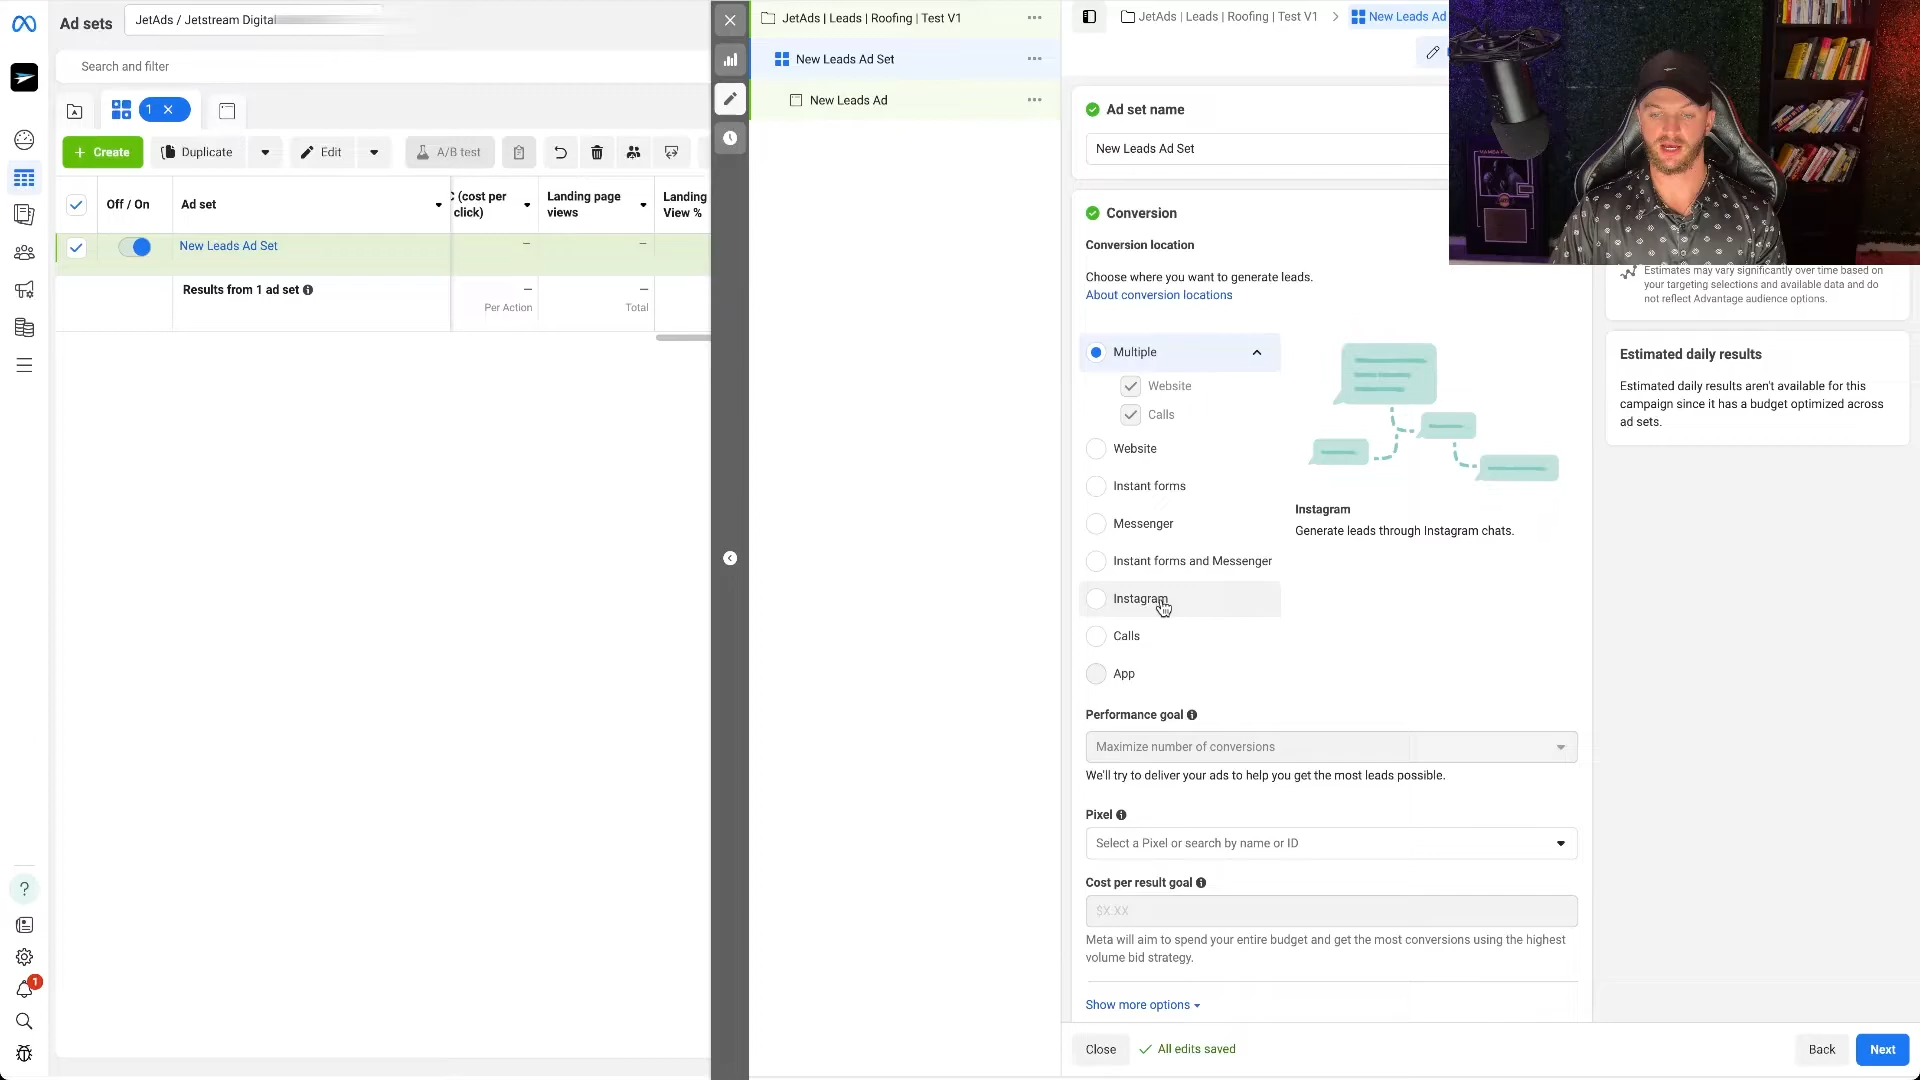 Ad sets
JetAds / Jetstream Digital
Search and filter
1
Create
Duplicate
Edit
A/B test
Off / On
Ad set
(cost per
click)
Landing page
views
Landing
View %
New Leads Ad Set
—
—
Results from 1 ad set
—
—
Per Action
Total
?
1
JetAds | Leads | Roofing | Test V1
New Leads Ad Set
New Leads Ad
JetAds | Leads | Roofing | Test V1
New Leads Ad
Ad set name
New Leads Ad Set
Conversion
Conversion location
Choose where you want to generate leads.
About conversion locations
Multiple
Website
Calls
Website
Instant forms
Messenger
Instant forms and Messenger
Instagram
Calls
App
Instagram
Generate leads through Instagram chats.
Performance goal
Maximize number of conversions
We'll try to deliver your ads to help you get the most leads possible.
Pixel
Select a Pixel or search by name or ID
Cost per result goal
$X.XX
Meta will aim to spend your entire budget and get the most conversions using the highest
volume bid strategy.
Show more options
Close
All edits saved
Back
Next
Estimates may vary significantly over time based on
your targeting selections and available data and do
not reflect Advantage audience options.
Estimated daily results
Estimated daily results aren't available for this
campaign since it has a budget optimized across
ad sets.